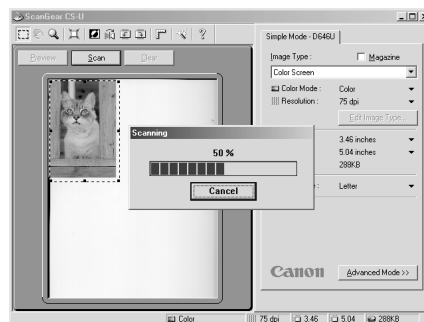 ScanGear CS-U
Preview Scan Clear
Simple Mode - D646U
Image Type : Magazine
Color Screen
Color Mode : Color
Resolution : 75 dpi
Edit Image Type...
Scanning
50 %
Cancel
3.46 inches
5.04 inches
288KB
Letter
Canon
Advanced Mode >>
Color 75 dpi 3.46 5.04 288KB